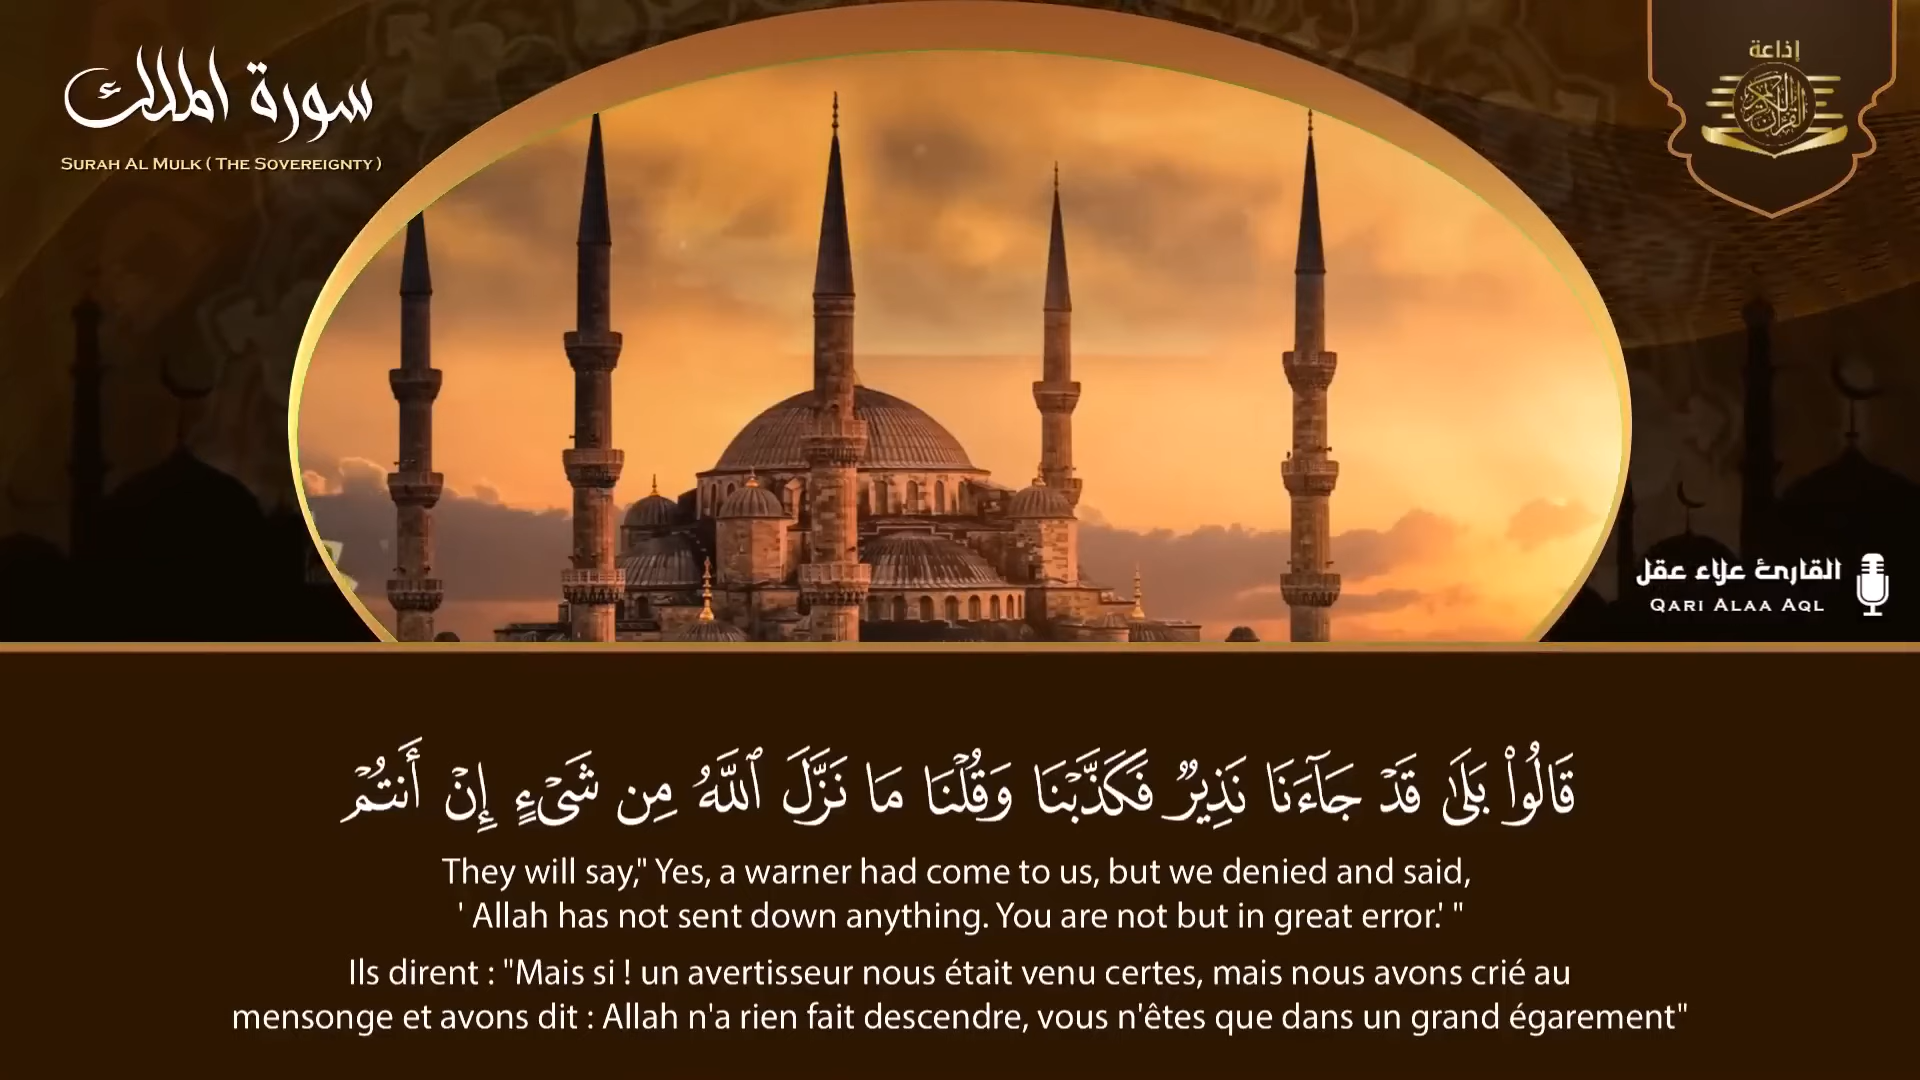 سورة الملك
SURAH AL MULK ( THE SOVEREIGNTY )
إذاعة
القرآن الكريم
القارئ علاء عقل
QARI ALAA AQL
قَالُوا۟ بَلَىٰ قَدْ جَآءَنَا نَذِيرٌ فَكَذَّبْنَا وَقُلْنَا مَا نَزَّلَ ٱللَّهُ مِن شَىْءٍ إِنْ أَنتُمْ
They will say," Yes, a warner had come to us, but we denied and said,
' Allah has not sent down anything. You are not but in great error.' "
Ils dirent : "Mais si ! un avertisseur nous était venu certes, mais nous avons crié au
mensonge et avons dit : Allah n'a rien fait descendre, vous n'êtes que dans un grand égarement"